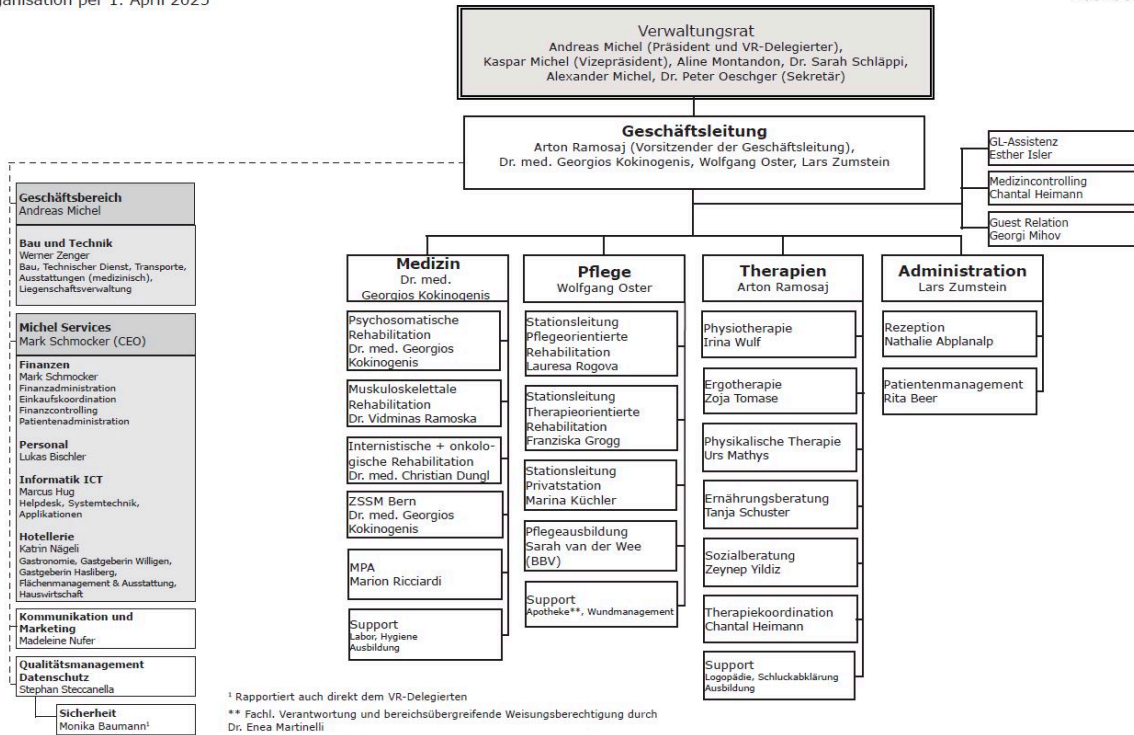 ganisation per 1. April 2025
Verwaltungsrat
Andreas Michel (Präsident und VR-Delegierter),
Kaspar Michel (Vizepräsident), Aline Montandon, Dr. Sarah Schläppi,
Alexander Michel, Dr. Peter Oeschger (Sekretär)
Geschäftsleitung
Arton Ramosaj (Vorsitzender der Geschäftsleitung),
Dr. med. Georgios Kokinogenis, Wolfgang Oster, Lars Zumstein
GL-Assistenz
Esther Isler
Medizincontrolling
Chantal Heimann
Guest Relation
Georgi Mihov
Geschäftsbereich
Andreas Michel
Bau und Technik
Werner Zenger
Bau, Technischer Dienst, Transporte,
Ausstattungen (medizinisch),
Liegenschaftsverwaltung
Michel Services
Mark Schmocker (CEO)
Finanzen
Mark Schmocker
Finanzadministration
Einkaufskoordination
Finanzcontrolling
Patientenadministration
Personal
Lukas Bischler
Informatik ICT
Marcus Hug
Helpdesk, Systemtechnik,
Applikationen
Hotellerie
Katrin Nägeli
Gastronomie, Gastgeberin Willigen,
Gastgeberin Hasliberg,
Flächenmanagement & Ausstattung,
Hauswirtschaft
Kommunikation und
Marketing
Madeleine Nufer
Qualitätsmanagement
Datenschutz
Stephan Steccanella
Sicherheit
Monika Baumann¹
Medizin
Dr. med.
Georgios Kokinogenis
Psychosomatische
Rehabilitation
Dr. med. Georgios
Kokinogenis
Muskuloskelettale
Rehabilitation
Dr. Vidminas Ramoska
Internistische + onkolo-
gische Rehabilitation
Dr. med. Christian Dungl
ZSSM Bern
Dr. med. Georgios
Kokinogenis
MPA
Marion Ricciardi
Support
Labor, Hygiene
Ausbildung
Pflege
Wolfgang Oster
Stationsleitung
Pflegeorientierte
Rehabilitation
Lauresa Rogova
Stationsleitung
Therapieorientierte
Rehabilitation
Franziska Grogg
Stationsleitung
Privatstation
Marina Küchler
Pflegeausbildung
Sarah van der Wee
(BBV)
Support
Apotheke**, Wundmanagement
Therapien
Arton Ramosaj
Physiotherapie
Irina Wulf
Ergotherapie
Zoja Tomase
Physikalische Therapie
Urs Mathys
Ernährungsberatung
Tanja Schuster
Sozialberatung
Zeynep Yildiz
Therapiekoordination
Chantal Heimann
Support
Logopädie, Schluckabklärung
Ausbildung
Administration
Lars Zumstein
Rezeption
Nathalie Abplanalp
Patientenmanagement
Rita Beer
¹ Rapportiert auch direkt dem VR-Delegierten
** Fachl. Verantwortung und bereichsübergreifende Weisungsberechtigung durch
Dr. Enea Martinelli